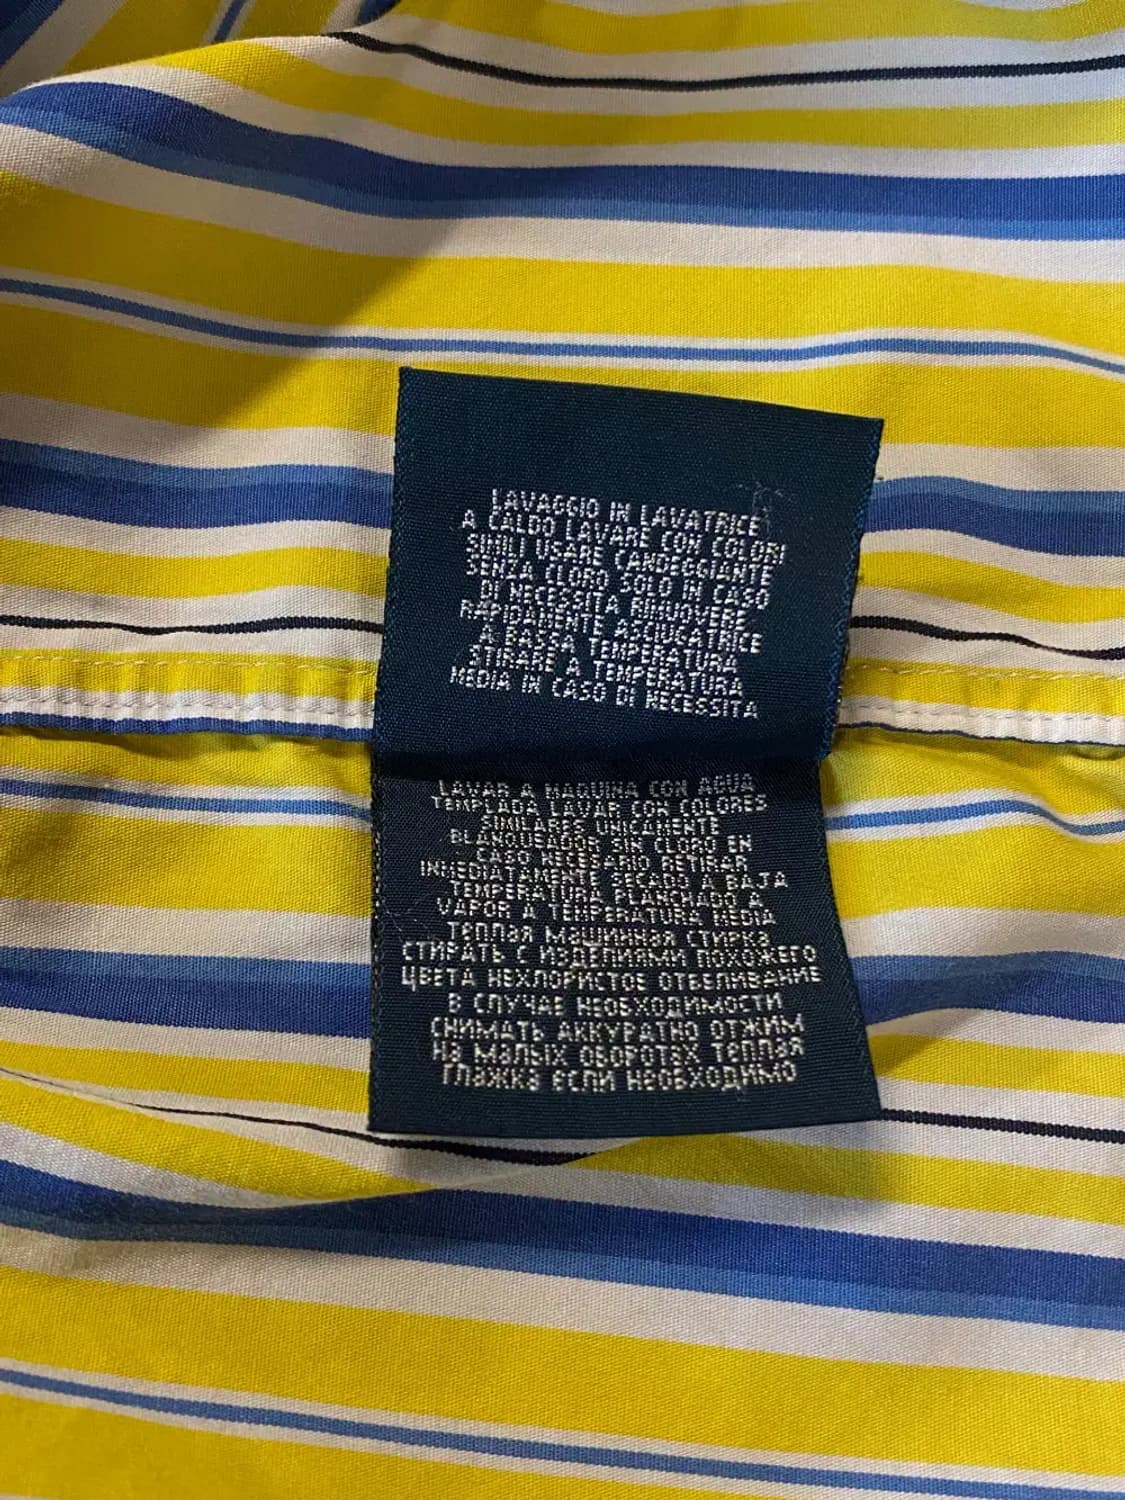 LAVAGGIO IN LAVATRICE
A CALDO LAVARE CON COLORI
SIMILI USARE CANDEGGIANTE
SENZA CLORO SOLO IN CASO
DI NECESSITA RIMUOVERE
RAPIDAMENTE ASCIUGATRICE
A BASSA TEMPERATURA
STIRARE A TEMPERATURA
MEDIA IN CASO DI NECESSITA
LAVAR A MAQUINA CON AGUA
TEMPLADA LAVAR CON COLORES
SIMILARES UNICAMENTE
BLANQUEADOR SIN CLORO EN
CASO NECESARIO RETIRAR
INMEDIATAMENTE SECADO A BAJA
TEMPERATURA PLANCHADO A
VAPOR A TEMPERATURA MEDIA
ТЕПЛАЯ МАШИННАЯ СТИРКА
СТИРАТЬ С ИЗДЕЛИЯМИ ПОХОЖЕГО
ЦВЕТА НЕХЛОРИСТОЕ ОТБЕЛИВАНИЕ
В СЛУЧАЕ НЕОБХОДИМОСТИ
СНИМАТЬ АККУРАТНО ОТЖИМ
НА МАЛЫХ ОБОРОТАХ ТЕПЛАЯ
ГЛАЖКА ЕСЛИ НЕОБХОДИМО